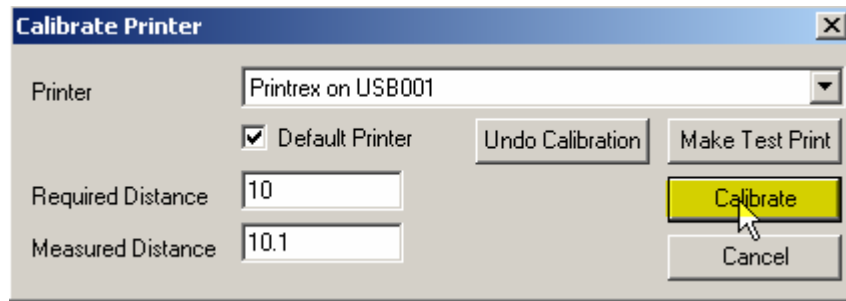 Calibrate Printer
Printer Printrex on USB001
Default Printer Undo Calibration Make Test Print
Required Distance 10 Calibrate
Measured Distance 10.1 Cancel